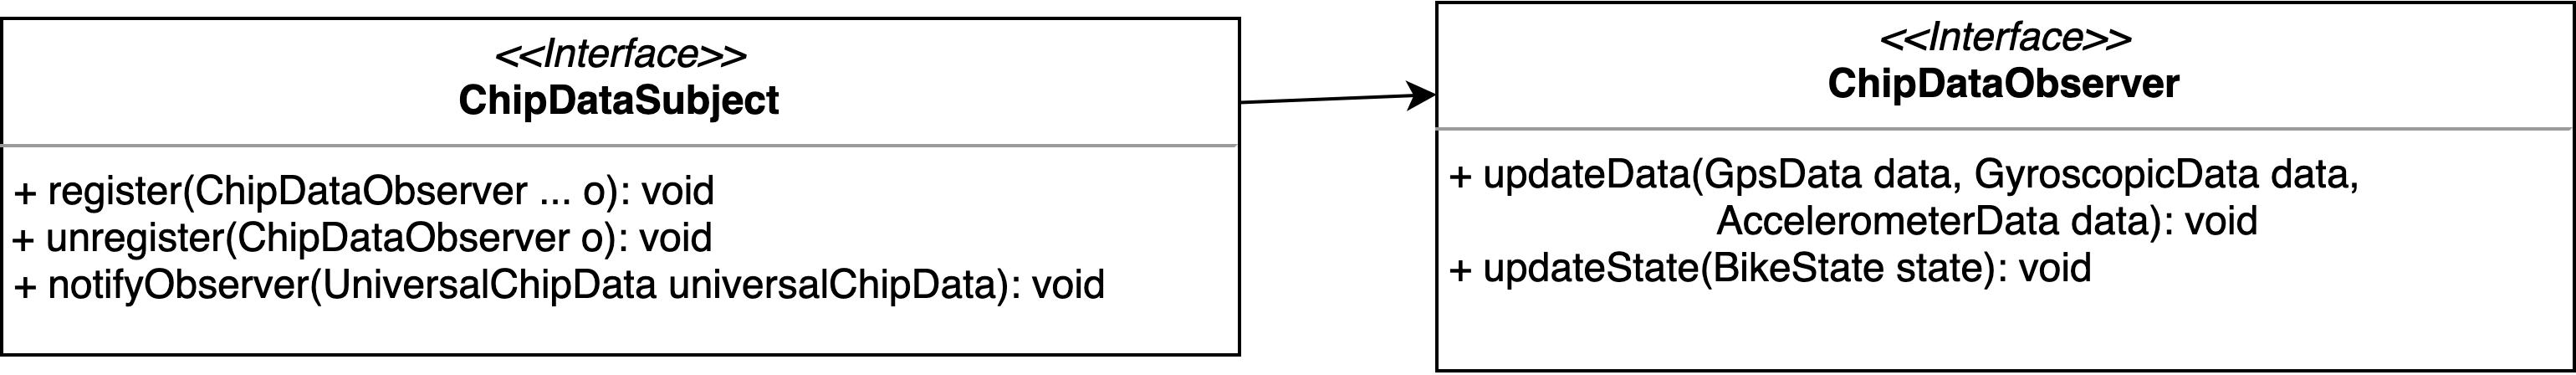 <<Interface>>
ChipDataSubject
+ register(ChipDataObserver ... o): void
+ unregister(ChipDataObserver o): void
+ notifyObserver(UniversalChipData universalChipData): void
<<Interface>>
ChipDataObserver
+ updateData(GpsData data, GyroscopicData data,
AccelerometerData data): void
+ updateState(BikeState state): void